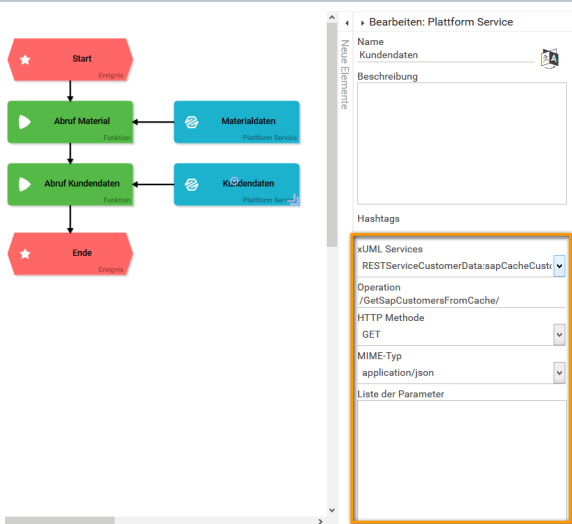 Start
Ereignis
Abruf Material
Funktion
Materialdaten
Plattform Service
Abruf Kundendaten
Funktion
Kundendaten
Plattform Service
Ende
Ereignis
Neue Elemente
Bearbeiten: Plattform Service
Name
Kundendaten
Beschreibung
Hashtags
xUML Services
RESTServiceCustomerData:sapCacheCust
Operation
/GetSapCustomersFromCache/
HTTP Methode
GET
MIME-Typ
application/json
Liste der Parameter